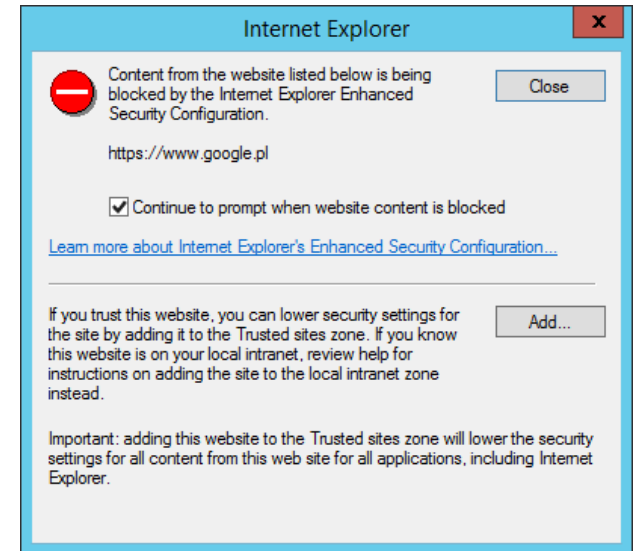 Internet Explorer
x
Content from the website listed below is being
blocked by the Internet Explorer Enhanced
Security Configuration.
Close
https://www.google.pl
Continue to prompt when website content is blocked
Learn more about Internet Explorer's Enhanced Security Configuration...
If you trust this website, you can lower security settings for
the site by adding it to the Trusted sites zone. If you know
this website is on your local intranet, review help for
instructions on adding the site to the local intranet zone
instead.
Add...
Important: adding this website to the Trusted sites zone will lower the security
settings for all content from this web site for all applications, including Internet
Explorer.